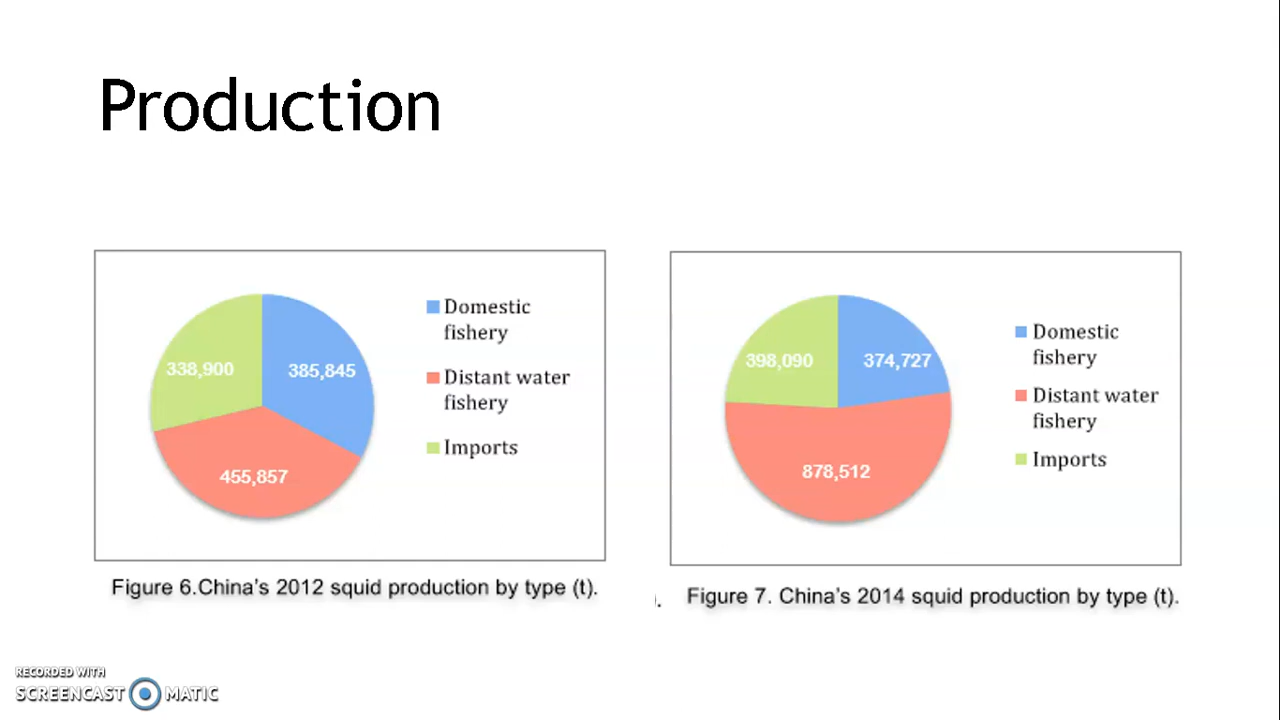 Production
338,900
385,845
455,857
Domestic
fishery
Distant water
fishery
Imports
Figure 6.China's 2012 squid production by type (t).
398,090
374,727
878,512
Domestic
fishery
Distant water
fishery
Imports
. Figure 7. China's 2014 squid production by type (t).
RECORDED WITH
SCREENCAST MATIC